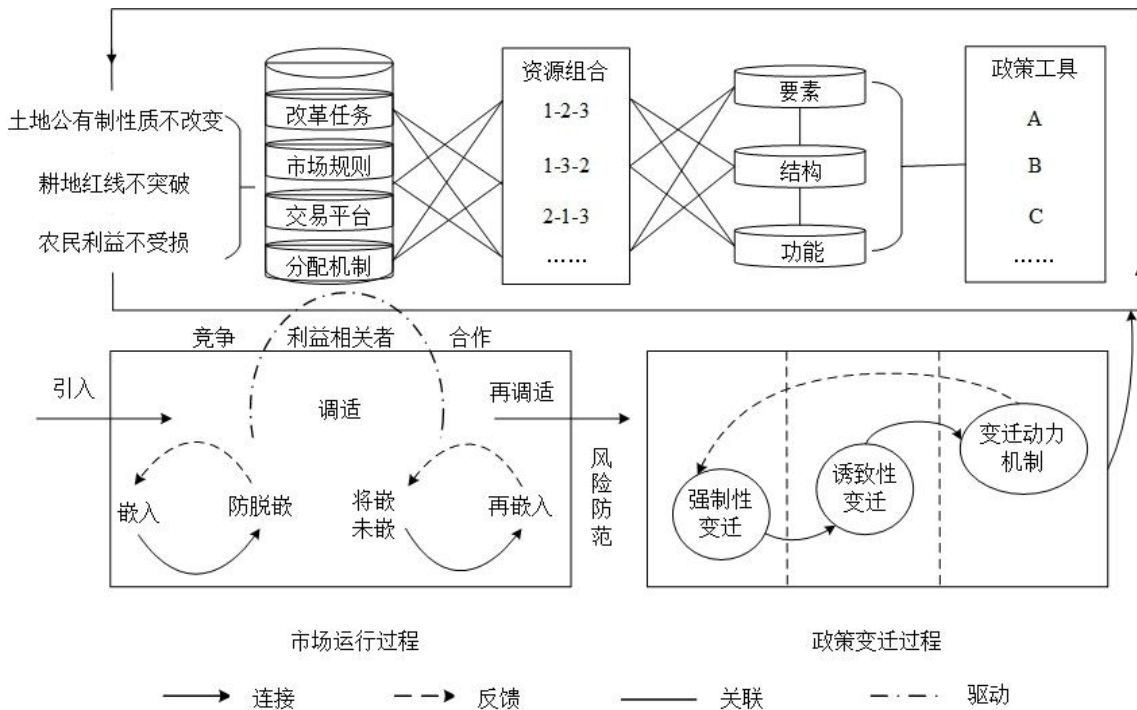 土地公有制性质不改变
耕地红线不突破
农民利益不受损
改革任务
市场规则
交易平台
分配机制
资源组合
1-2-3
1-3-2
2-1-3
……
要素
结构
功能
政策工具
A
B
C
……
竞争
利益相关者
合作
引入
调适
再调适
嵌入
防脱嵌
将嵌
未嵌
再嵌入
风
险
防
范
强制性
变迁
诱致性
变迁
变迁动力
机制
市场运行过程
政策变迁过程
连接
反馈
关联
驱动